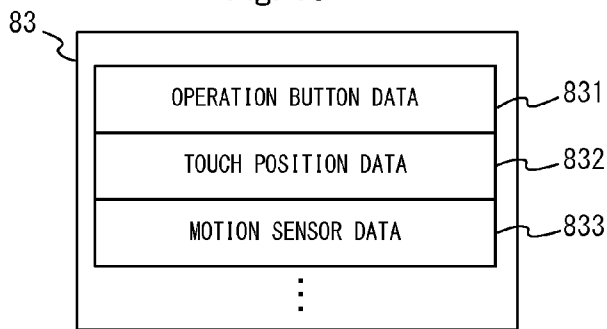 83
OPERATION BUTTON DATA
831
TOUCH POSITION DATA
832
MOTION SENSOR DATA
833